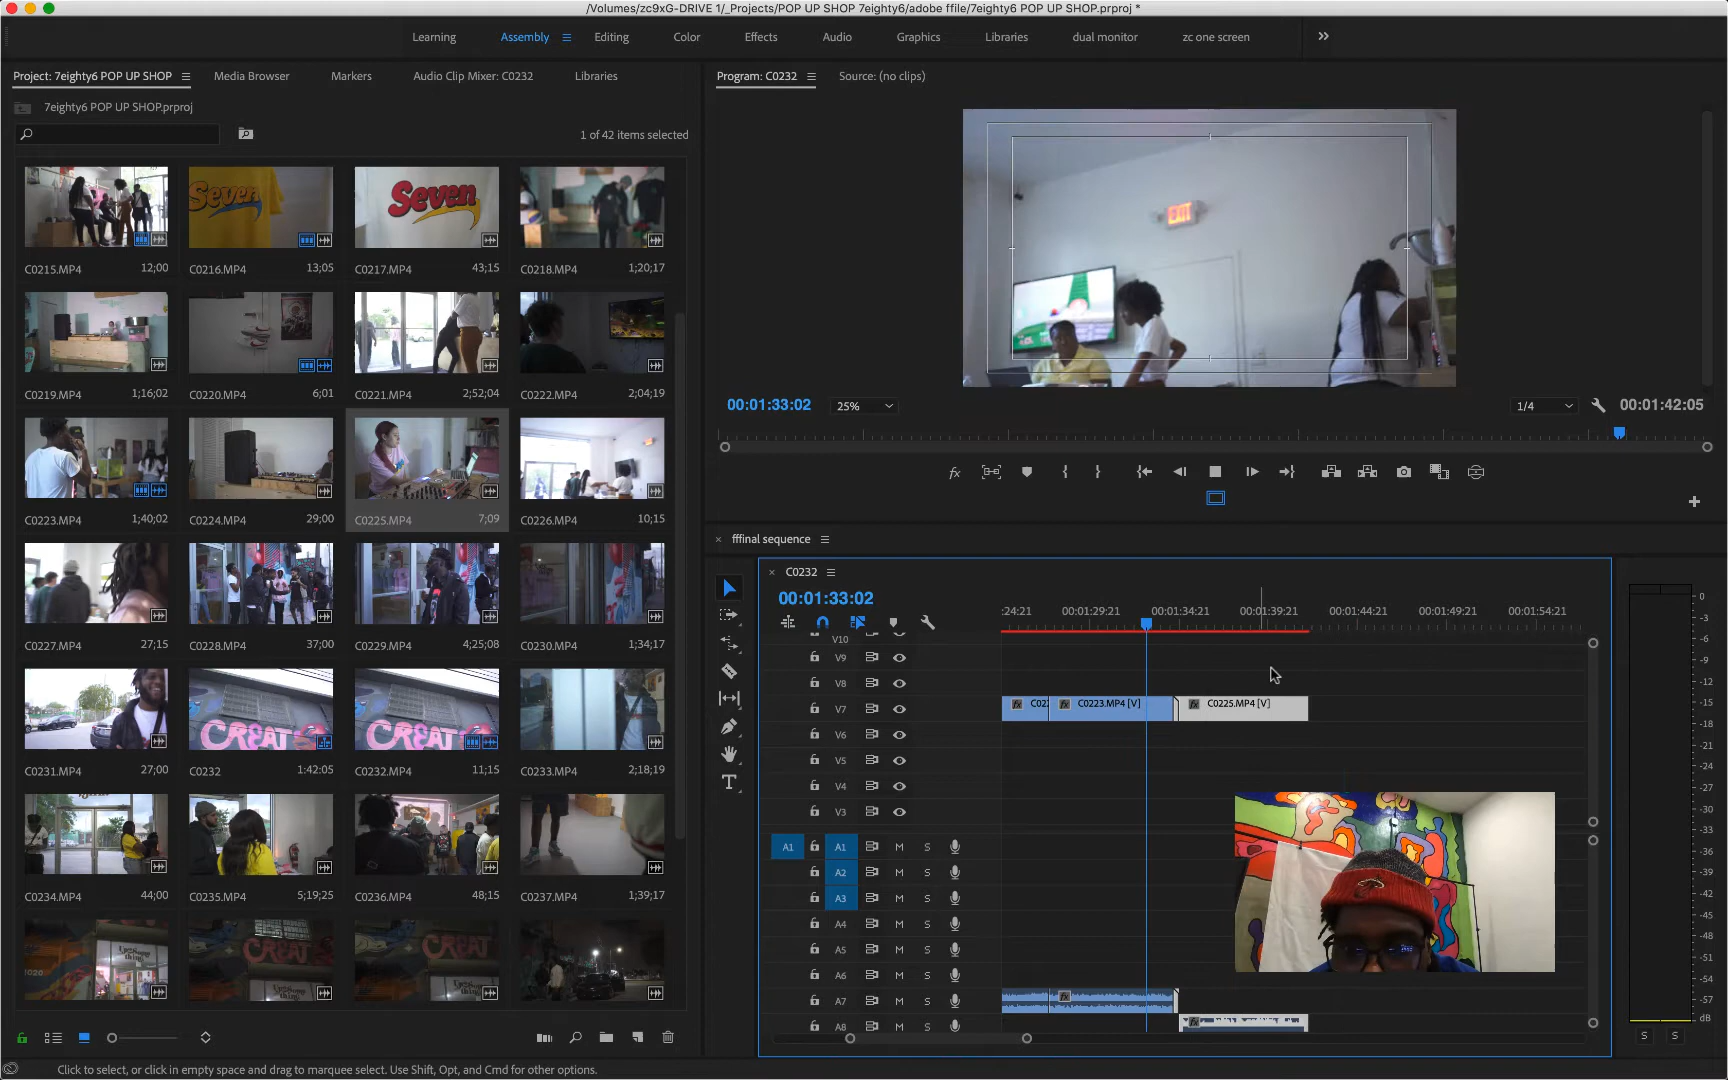 /Volumes/zc9xG-DRIVE 1/_Projects/POP UP SHOP 7eighty6/adobe ffile/7eighty6 POP UP SHOP.prproj *
Learning
Assembly
Editing
Color
Effects
Audio
Graphics
Libraries
dual monitor
zc one screen
Project: 7eighty6 POP UP SHOP
Media Browser
Markers
Audio Clip Mixer: C0232
Libraries
7eighty6 POP UP SHOP.prproj
1 of 42 items selected
Seven
Seven
C0215.MP4 12;00
C0216.MP4 13;05
C0217.MP4 43;15
C0218.MP4 1;20;17
C0219.MP4 1;16;02
C0220.MP4 6;01
C0221.MP4 2;52;04
C0222.MP4 2;04;19
C0223.MP4 1;40;02
C0224.MP4 29;00
C0225.MP4 7;09
C0226.MP4 10;15
C0227.MP4 27;15
C0228.MP4 37;00
C0229.MP4 4;25;08
C0230.MP4 1;34;17
CREAT
CREAT
C0231.MP4 27;00
C0232 1:42:05
C0232.MP4 11;15
C0233.MP4 2;18;19
C0234.MP4 44;00
C0235.MP4 5;19;25
C0236.MP4 48;15
C0237.MP4 1;39;17
CREAT
CREAT
Click to select, or click in empty space and drag to marquee select. Use Shift, Opt, and Cmd for other options.
Program: C0232
Source: (no clips)
EXIT
00:01:33:02
25%
1/4
00:01:42:05
fffinal sequence
C0232
00:01:33:02
:24:21
00:01:29:21
00:01:34:21
00:01:39:21
00:01:44:21
00:01:49:21
00:01:54:21
V10
V9
V8
V7
C0223.MP4 [V]
C0225.MP4 [V]
V6
V5
V4
V3
A1 A1 M S
A2 M S
A3 M S
A4 M S
A5 M S
A6 M S
A7 M S
A8 M S
0
-3
-6
-9
-12
-15
-18
-21
-24
-27
-30
-33
-36
-39
-42
-45
-48
-51
-54
-57
dB
S S